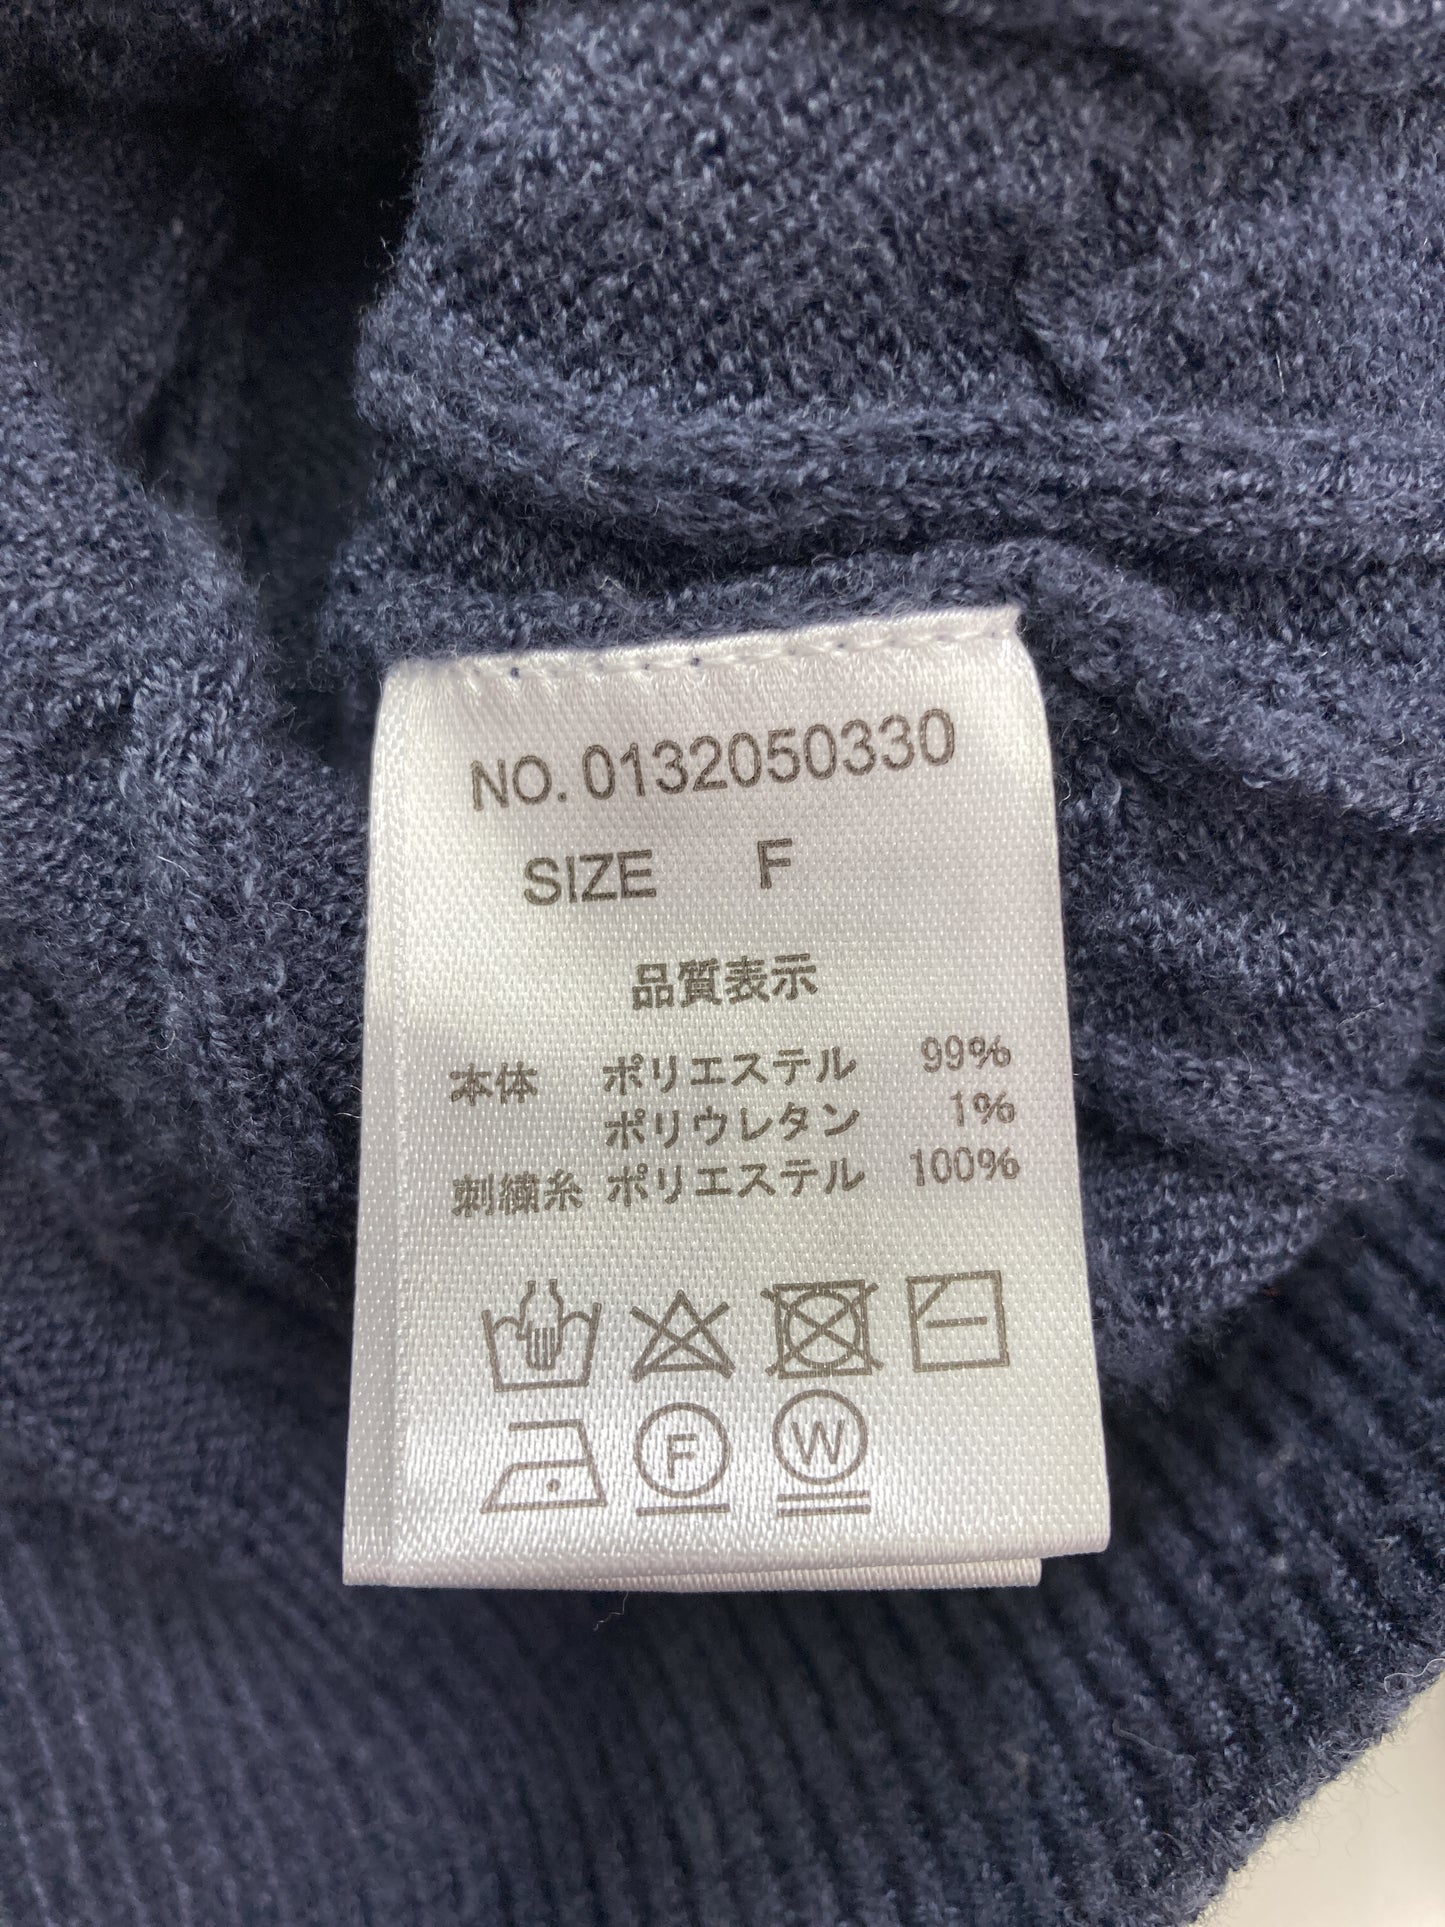 NO. 0132050330
SIZE F
品質表示
本体 ポリエステル 99%
ポリウレタン 1%
刺繍糸 ポリエステル 100%
F W